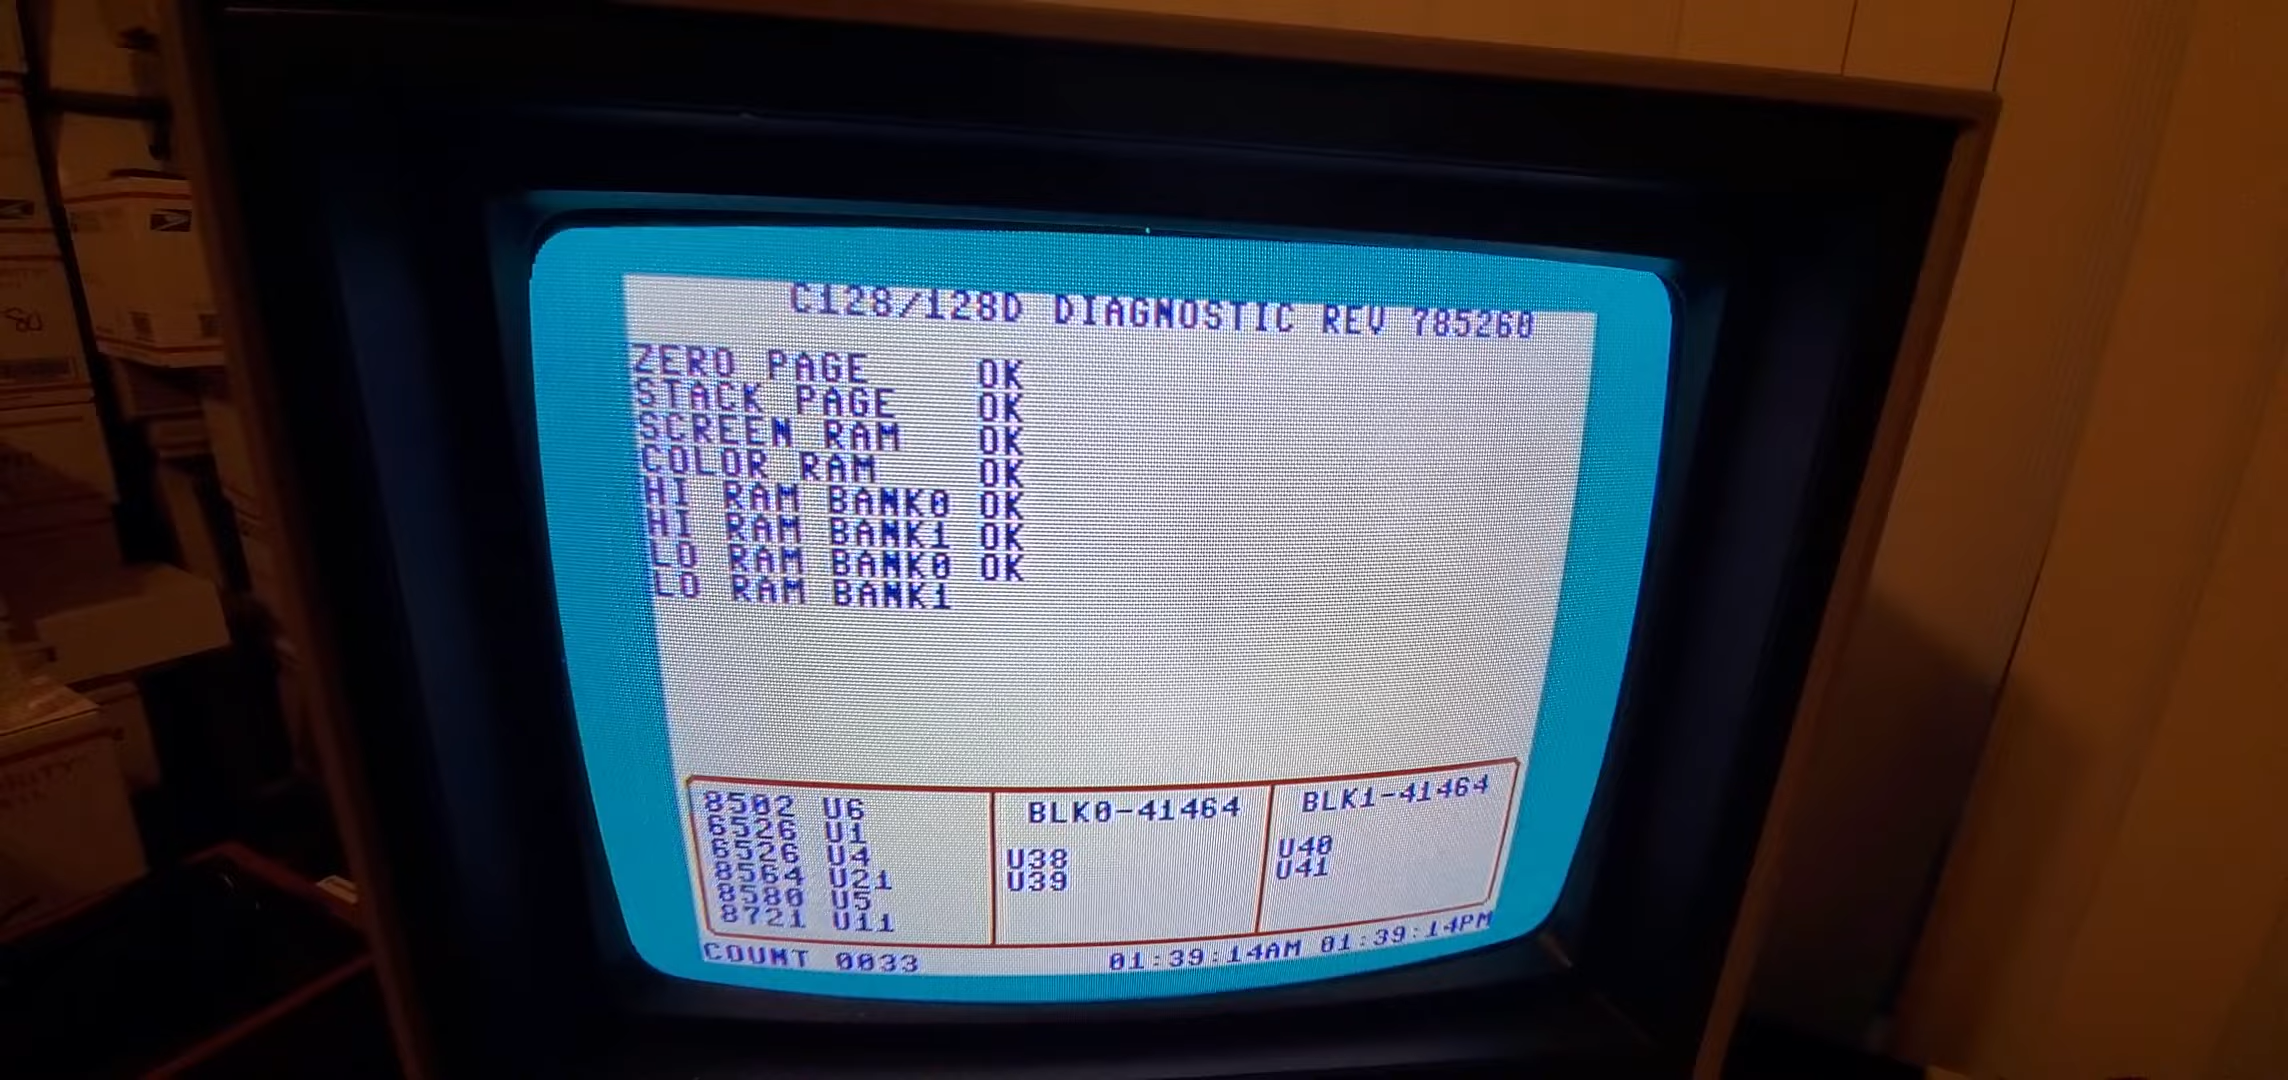 C128/128D DIAGNOSTIC REV 785260
ZERO PAGE OK
STACK PAGE OK
SCREEN RAM OK
COLOR RAM OK
HI RAM BANK0 OK
HI RAM BANK1 OK
LO RAM BANK0 OK
LO RAM BANK1
8502 U6
6526 U1
6526 U4
8564 U21
8580 U5
8721 U11
BLK0-41464
U38
U39
BLK1-41464
U40
U41
COUNT 0033 01:39:14AM 01:39:14PM
80